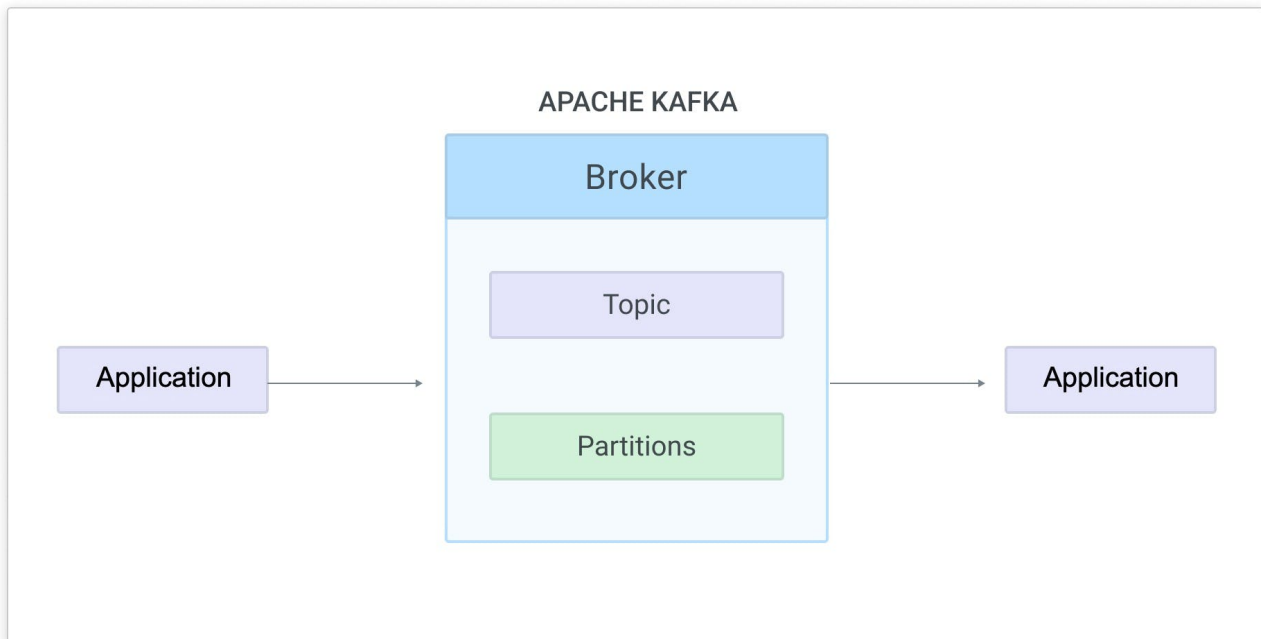 APACHE KAFKA
Broker
Topic
Application
Application
Partitions